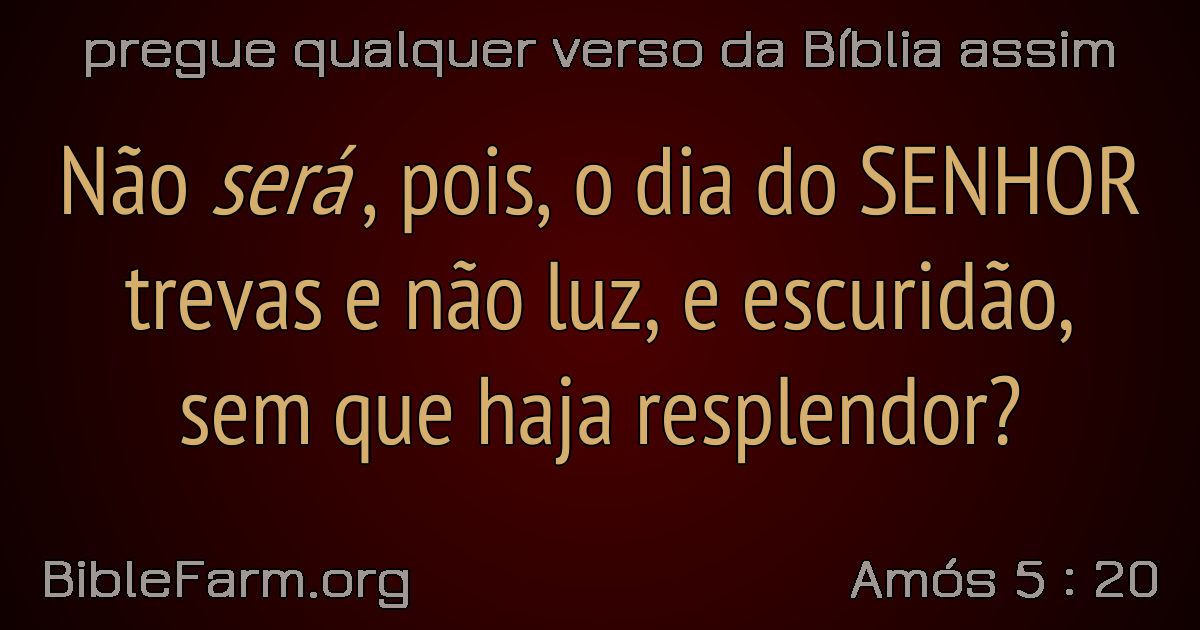 pregue qualquer verso da Bíblia assim
Não será, pois, o dia do SENHOR
trevas e não luz, e escuridão,
sem que haja resplendor?
BibleFarm.org
Amós 5 : 20